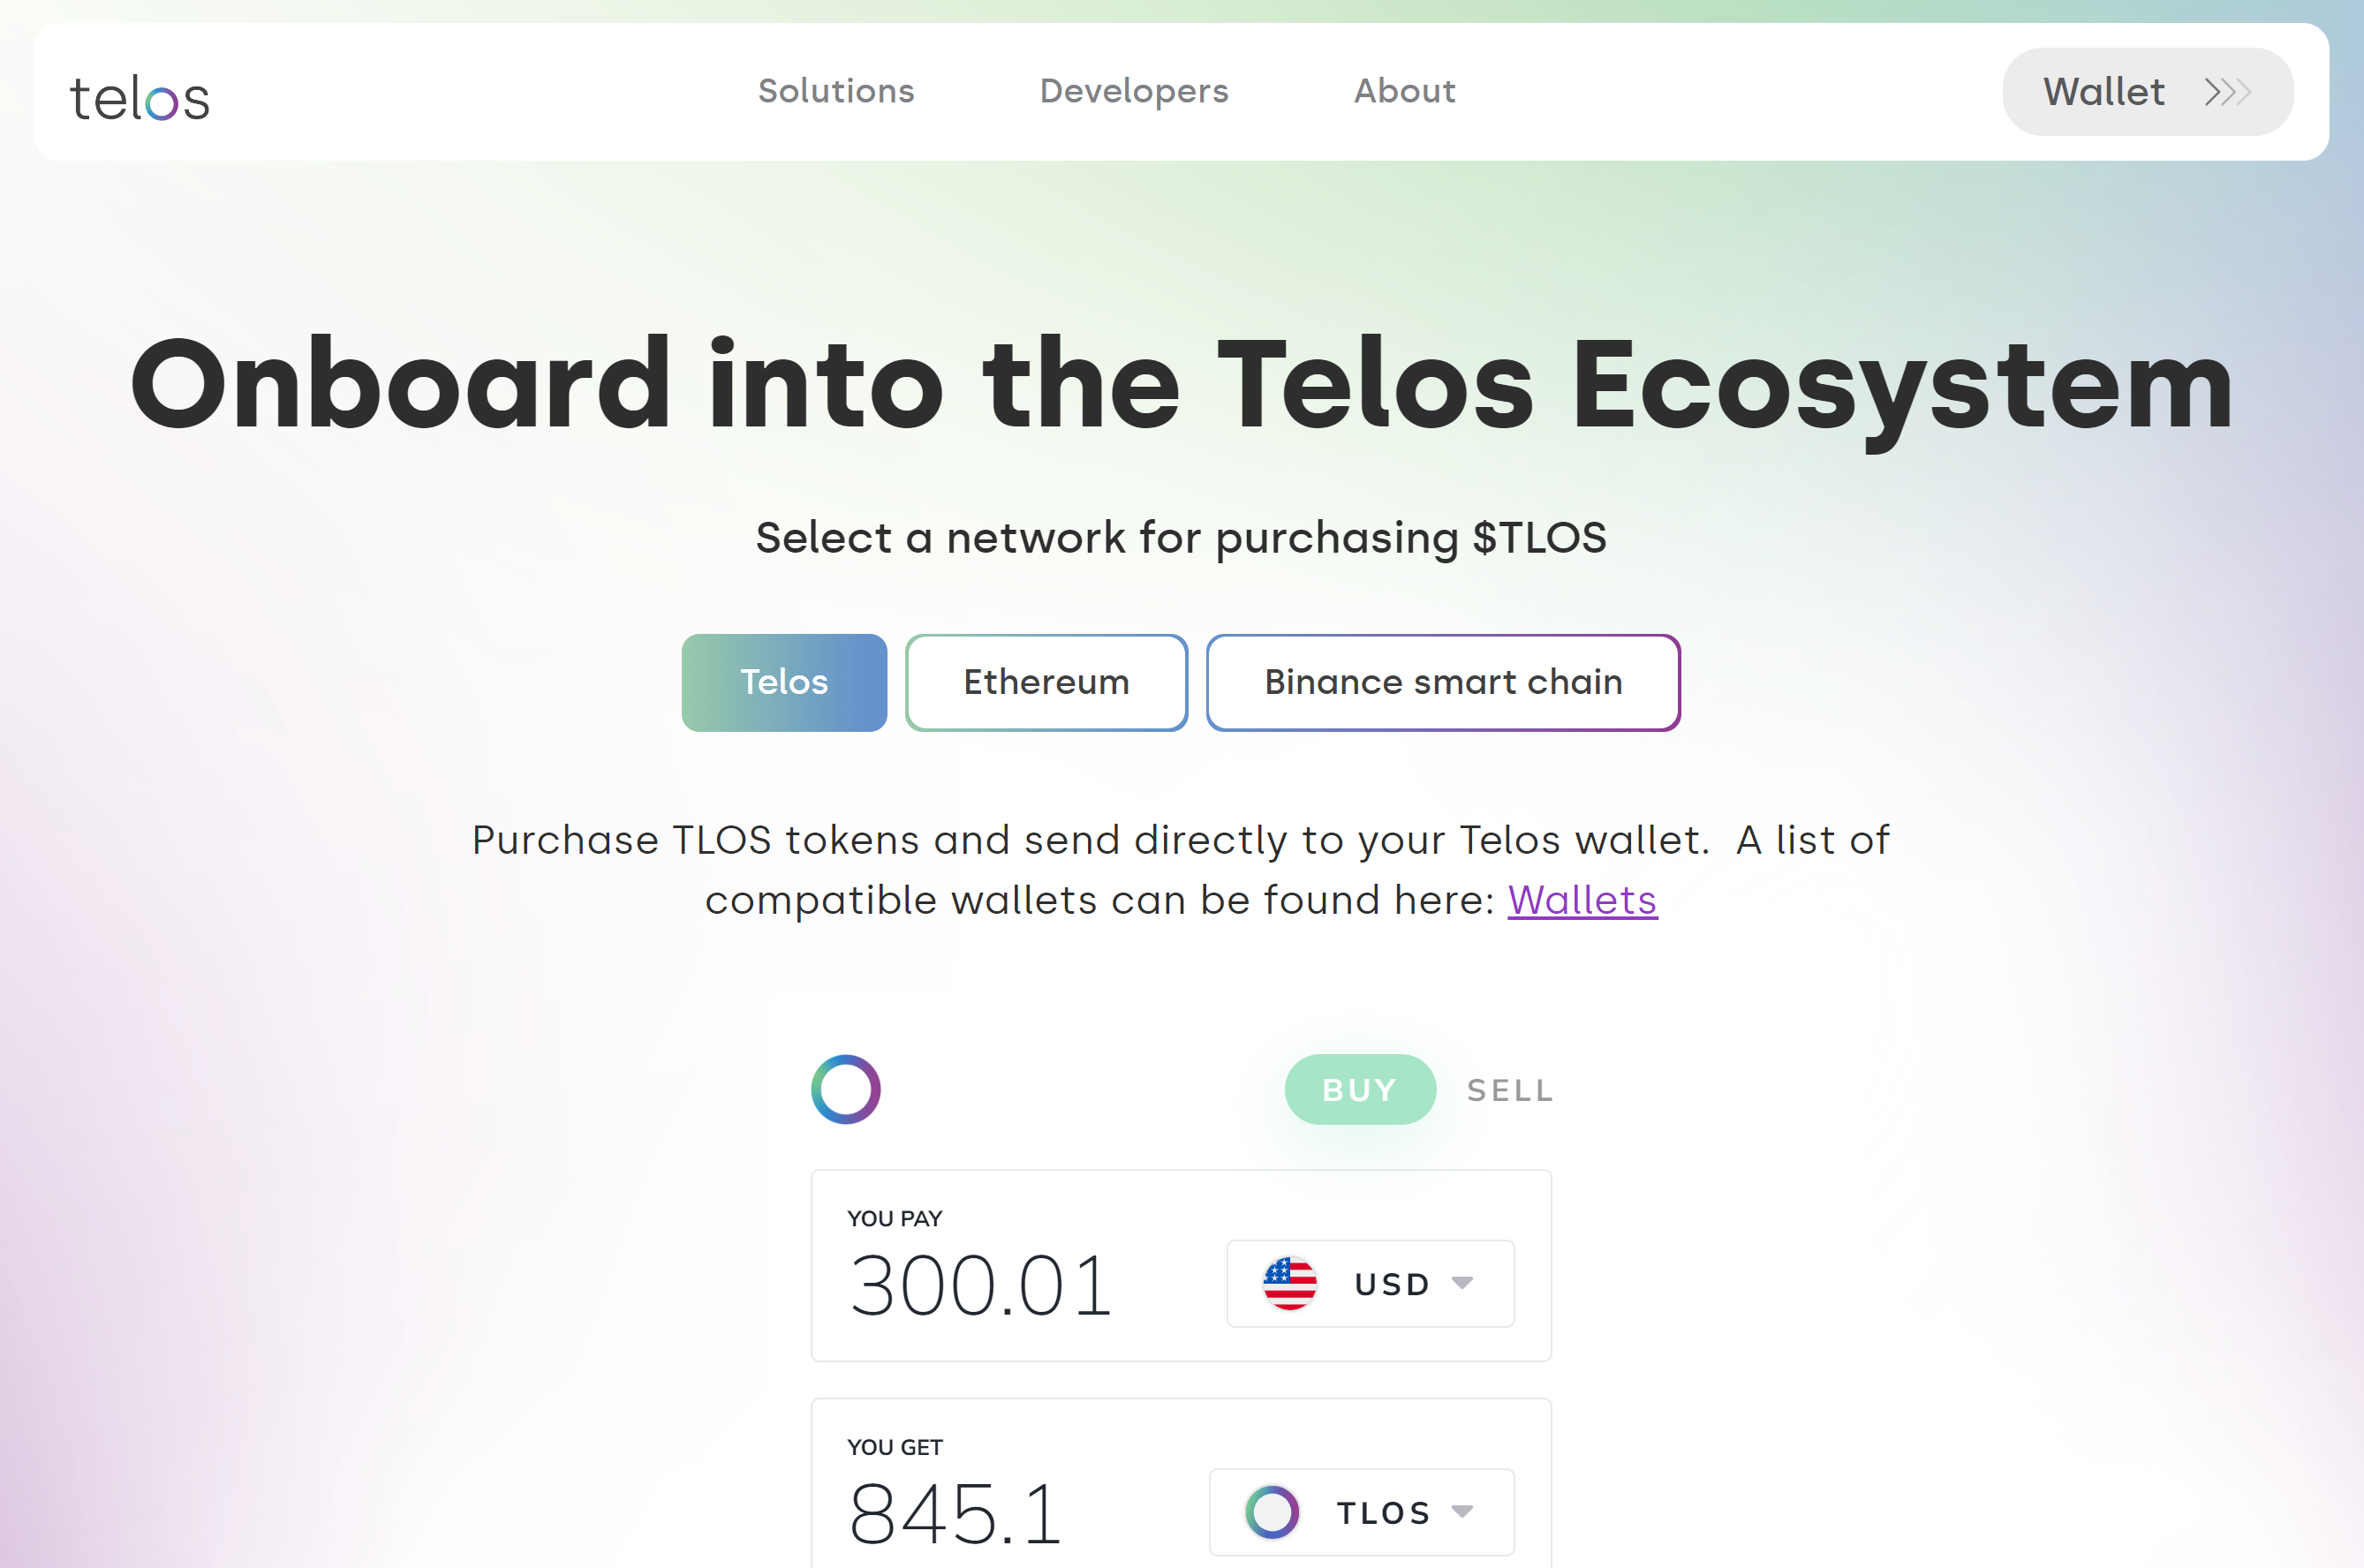 telos
Solutions
Developers
About
Wallet
Onboard into the Telos Ecosystem
Select a network for purchasing $TLOS
Telos
Ethereum
Binance smart chain
Purchase TLOS tokens and send directly to your Telos wallet.  A list of
compatible wallets can be found here: Wallets
BUY
SELL
YOU PAY
300.01
USD
YOU GET
845.1
TLOS